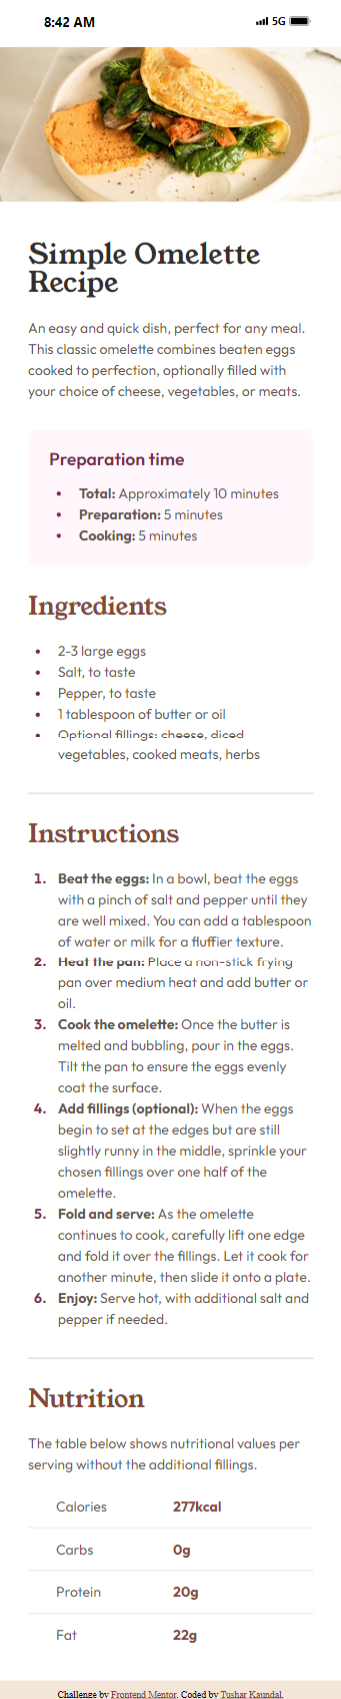 8:42 AM
5G
Simple Omelette
Recipe
An easy and quick dish, perfect for any meal.
This classic omelette combines beaten eggs
cooked to perfection, optionally filled with
your choice of cheese, vegetables, or meats.
Preparation time
• Total: Approximately 10 minutes
• Preparation: 5 minutes
• Cooking: 5 minutes
Ingredients
• 2-3 large eggs
• Salt, to taste
• Pepper, to taste
• 1 tablespoon of butter or oil
• Optional fillings: cheese, diced
vegetables, cooked meats, herbs
Instructions
1. Beat the eggs: In a bowl, beat the eggs
with a pinch of salt and pepper until they
are well mixed. You can add a tablespoon
of water or milk for a fluffier texture.
2. Heat the pan: Place a non-stick frying
pan over medium heat and add butter or
oil.
3. Cook the omelette: Once the butter is
melted and bubbling, pour in the eggs.
Tilt the pan to ensure the eggs evenly
coat the surface.
4. Add fillings (optional): When the eggs
begin to set at the edges but are still
slightly runny in the middle, sprinkle your
chosen fillings over one half of the
omelette.
5. Fold and serve: As the omelette
continues to cook, carefully lift one edge
and fold it over the fillings. Let it cook for
another minute, then slide it onto a plate.
6. Enjoy: Serve hot, with additional salt and
pepper if needed.
Nutrition
The table below shows nutritional values per
serving without the additional fillings.
Calories 277kcal
Carbs 0g
Protein 20g
Fat 22g
Challenge by Frontend Mentor. Coded by Tushar Kaundal.